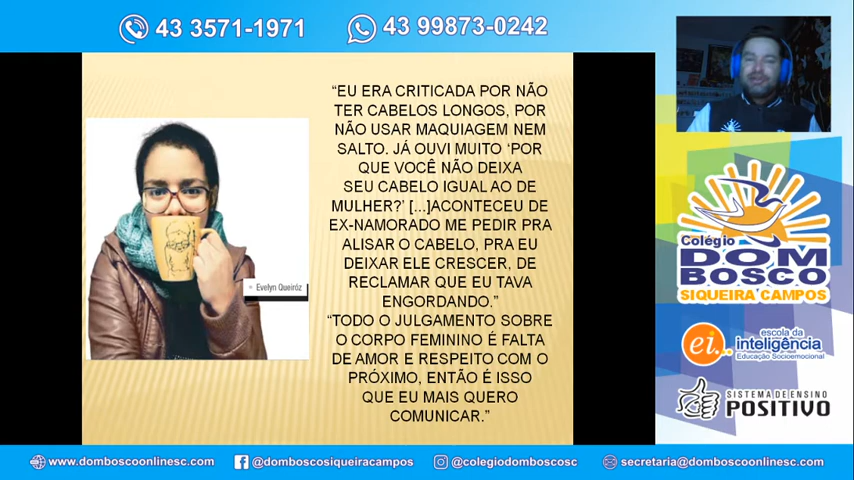 43 3571-1971
43 99873-0242
“EU ERA CRITICADA POR NÃO
TER CABELOS LONGOS, POR
NÃO USAR MAQUIAGEM NEM
SALTO. JÁ OUVI MUITO ‘POR
QUE VOCÊ NÃO DEIXA
SEU CABELO IGUAL AO DE
MULHER?’ [...]ACONTECEU DE
EX-NAMORADO ME PEDIR PRA
ALISAR O CABELO, PRA EU
DEIXAR ELE CRESCER, DE
RECLAMAR QUE EU TAVA
ENGORDANDO.”
“TODO O JULGAMENTO SOBRE
O CORPO FEMININO É FALTA
DE AMOR E RESPEITO COM O
PRÓXIMO, ENTÃO É ISSO
QUE EU MAIS QUERO
COMUNICAR.”
Evelyn Queiróz
Colégio
DOM
BOSCO
SIQUEIRA CAMPOS
ei...
escola da
inteligência
Educação Socioemocional
SISTEMA DE ENSINO
POSITIVO
www.domboscoonlinesc.com
@domboscosiqueiracampos
@colegiodomboscosc
secretaria@domboscoonlinesc.com